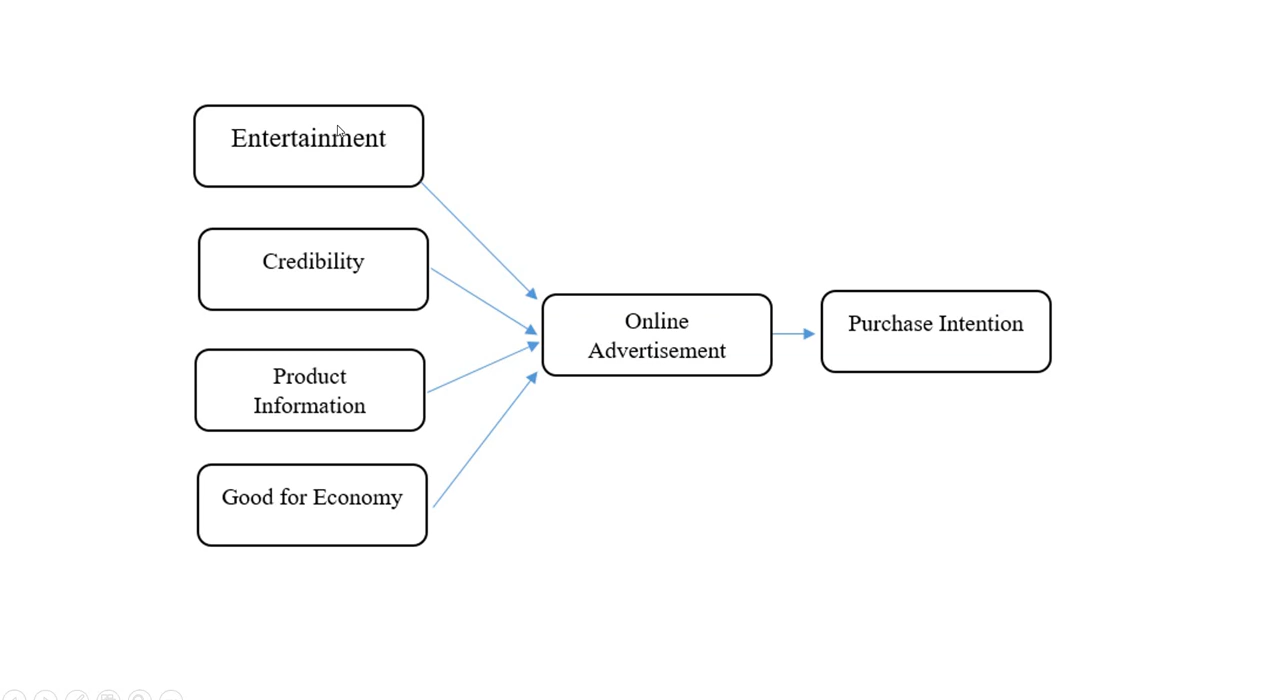 Entertainment
Credibility
Product
Information
Good for Economy
Online
Advertisement
Purchase Intention